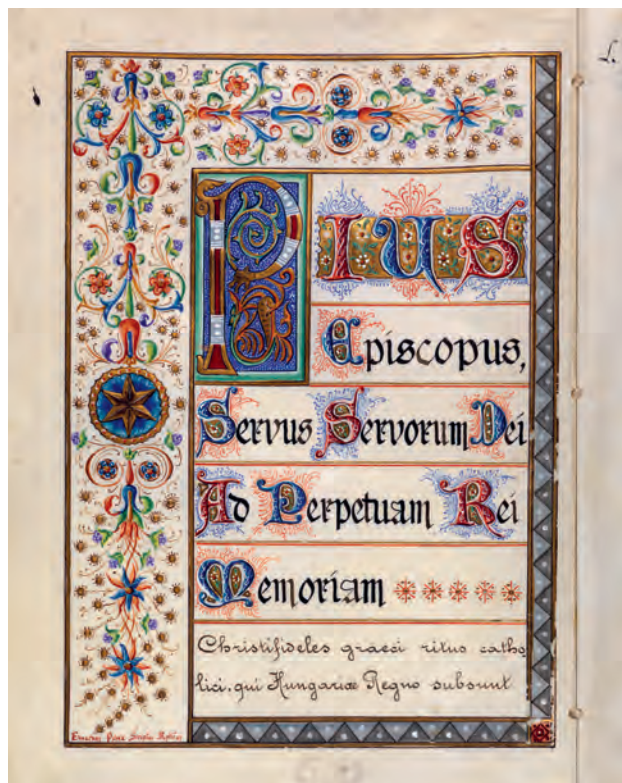 PIUS
Episcopus,
Servus Servorum Dei
Ad Perpetuam Rei
Memoriam
Christifideles graeci ritus catho
lici, qui Hungariae Regno subsunt